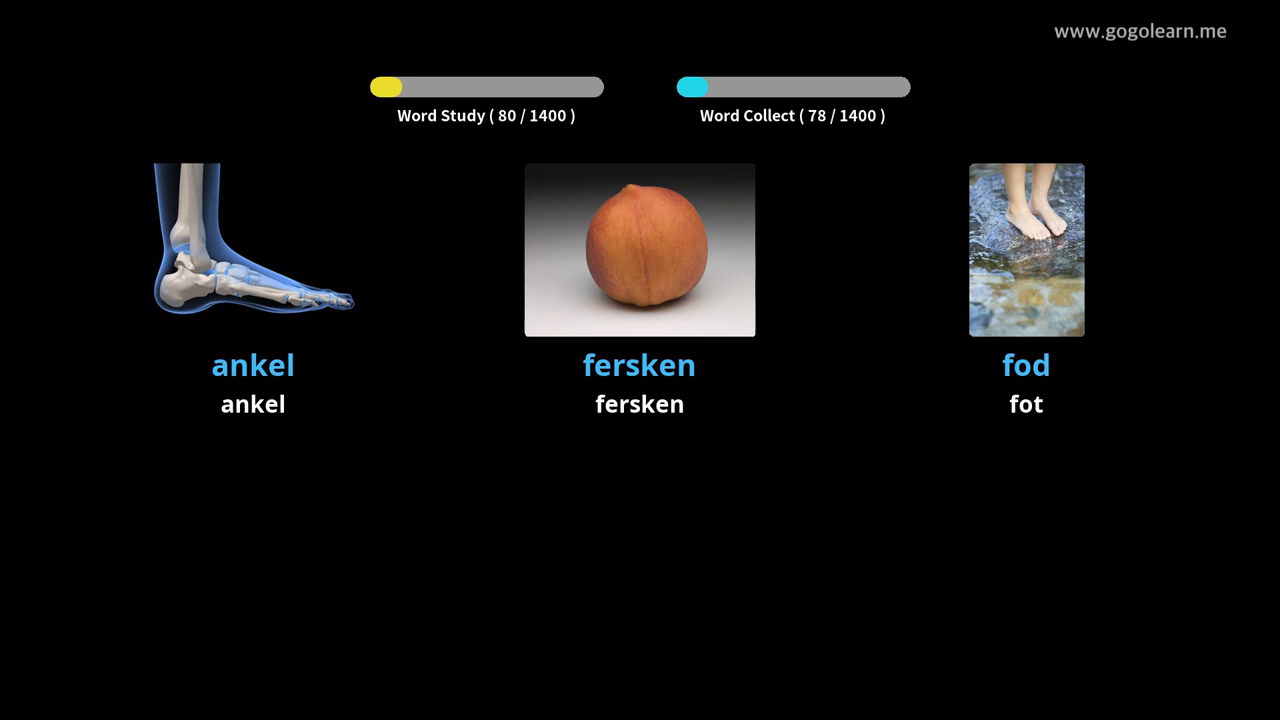 www.gogolearn.me
Word Study ( 80 / 1400 )
Word Collect ( 78 / 1400 )
ankel
ankel
fersken
fersken
fod
fot